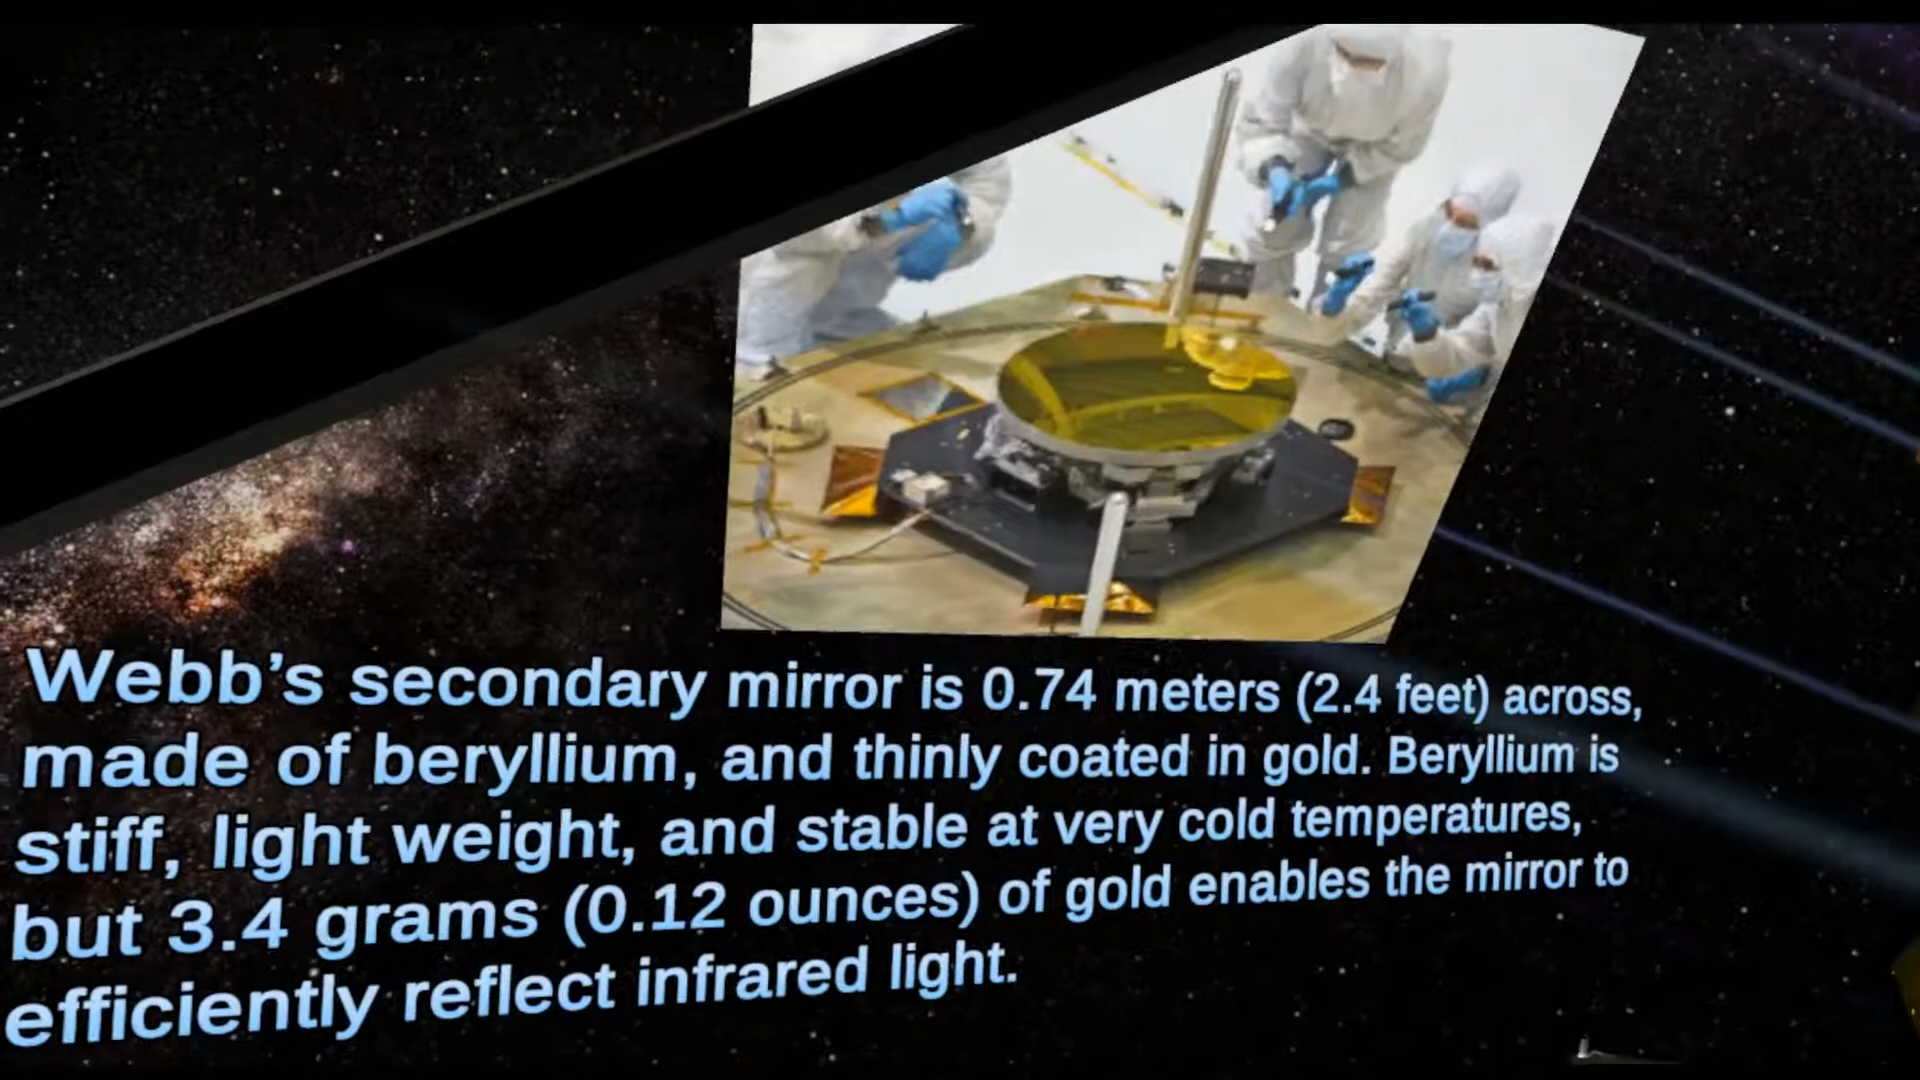 Webb’s secondary mirror is 0.74 meters (2.4 feet) across,
made of beryllium, and thinly coated in gold. Beryllium is
stiff, light weight, and stable at very cold temperatures,
but 3.4 grams (0.12 ounces) of gold enables the mirror to
efficiently reflect infrared light.